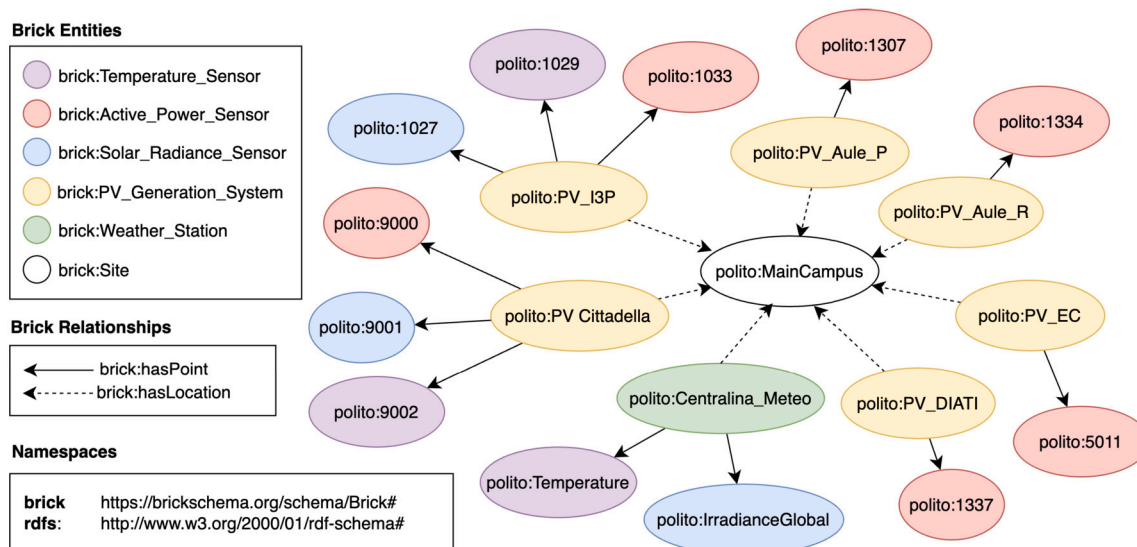 Brick Entities
brick:Temperature_Sensor
brick:Active_Power_Sensor
brick:Solar_Radiance_Sensor
brick:PV_Generation_System
brick:Weather_Station
brick:Site
Brick Relationships
brick:hasPoint
brick:hasLocation
Namespaces
brick https://brickschema.org/schema/Brick#
rdfs: http://www.w3.org/2000/01/rdf-schema#
polito:1029
polito:1033
polito:1307
polito:1027
polito:1334
polito:PV_I3P
polito:PV_Aule_P
polito:PV_Aule_R
polito:9000
polito:MainCampus
polito:9001
polito:PV Cittadella
polito:PV_EC
polito:9002
polito:Centralina_Meteo
polito:PV_DIATI
polito:5011
polito:Temperature
polito:IrradianceGlobal
polito:1337